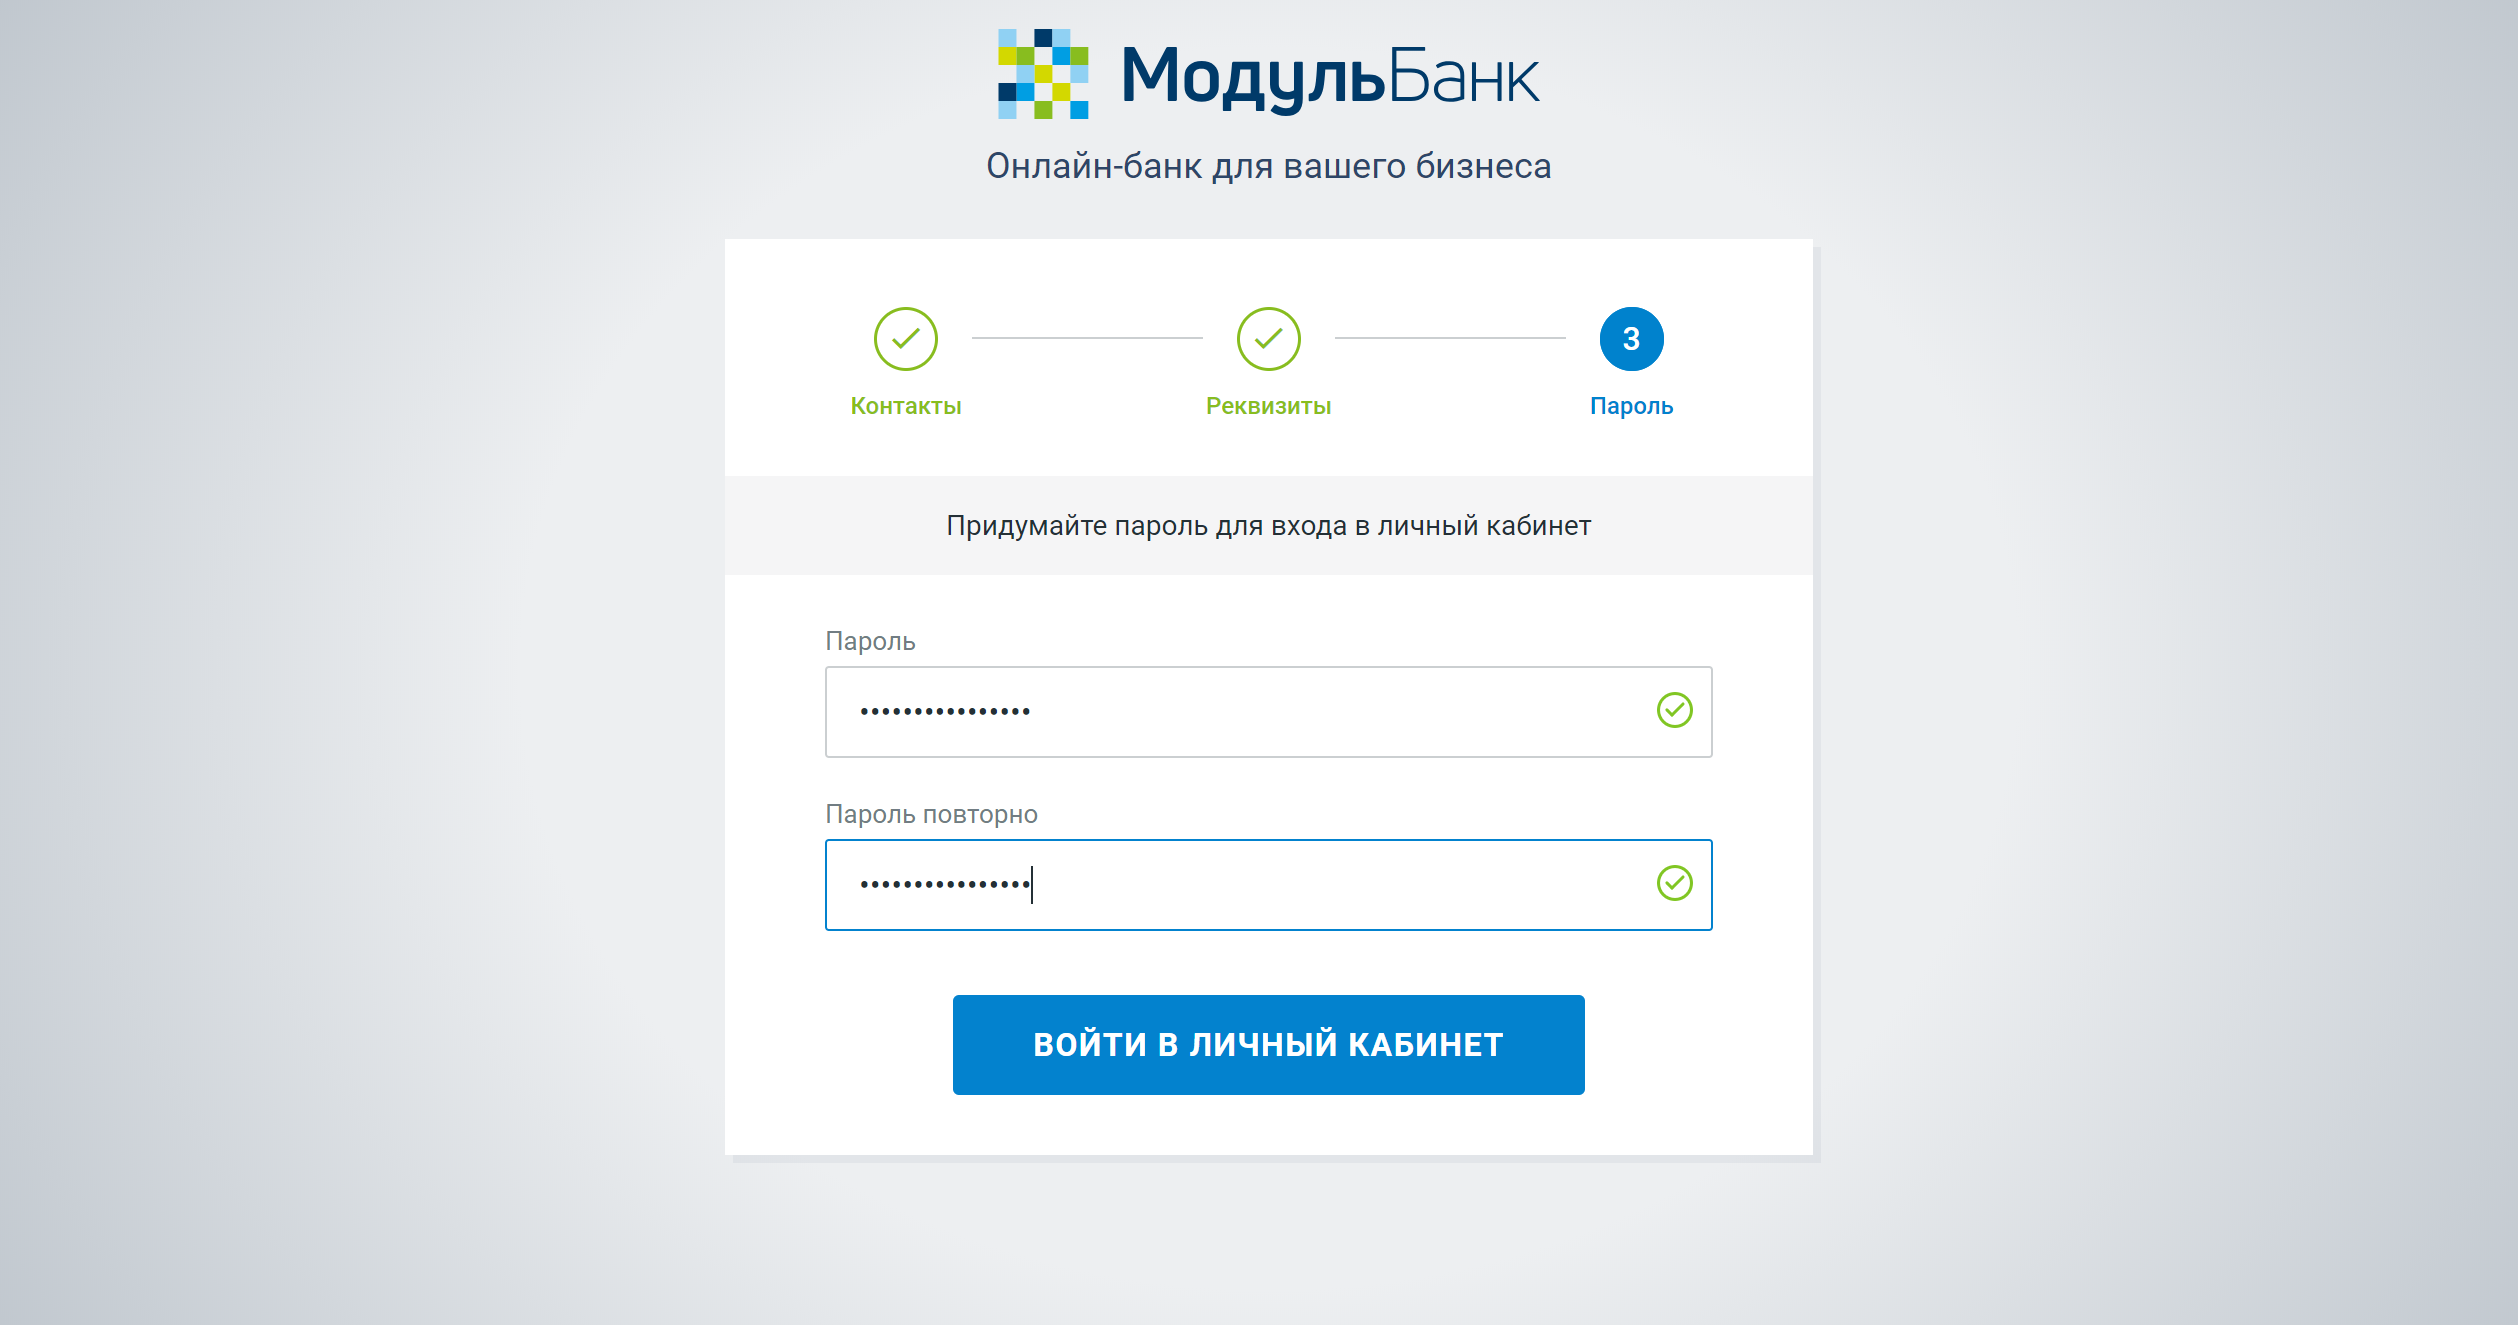 МодульБанк
Онлайн-банк для вашего бизнеса
3
Контакты Реквизиты Пароль
Придумайте пароль для входа в личный кабинет
Пароль
••••••••••••••••
Пароль повторно
••••••••••••••••
ВОЙТИ В ЛИЧНЫЙ КАБИНЕТ